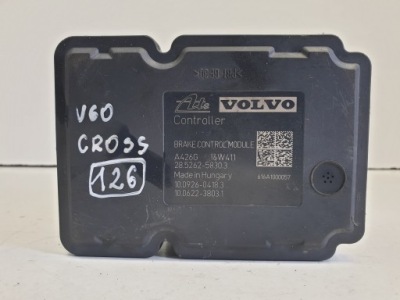 V60
CROSS
126
Ate VOLVO
Controller
BRAKE CONTROL MODULE
A426G 16W411
28.5262-5830.3
Made in Hungary
10.0926-0418.3
10.0622-3803.1